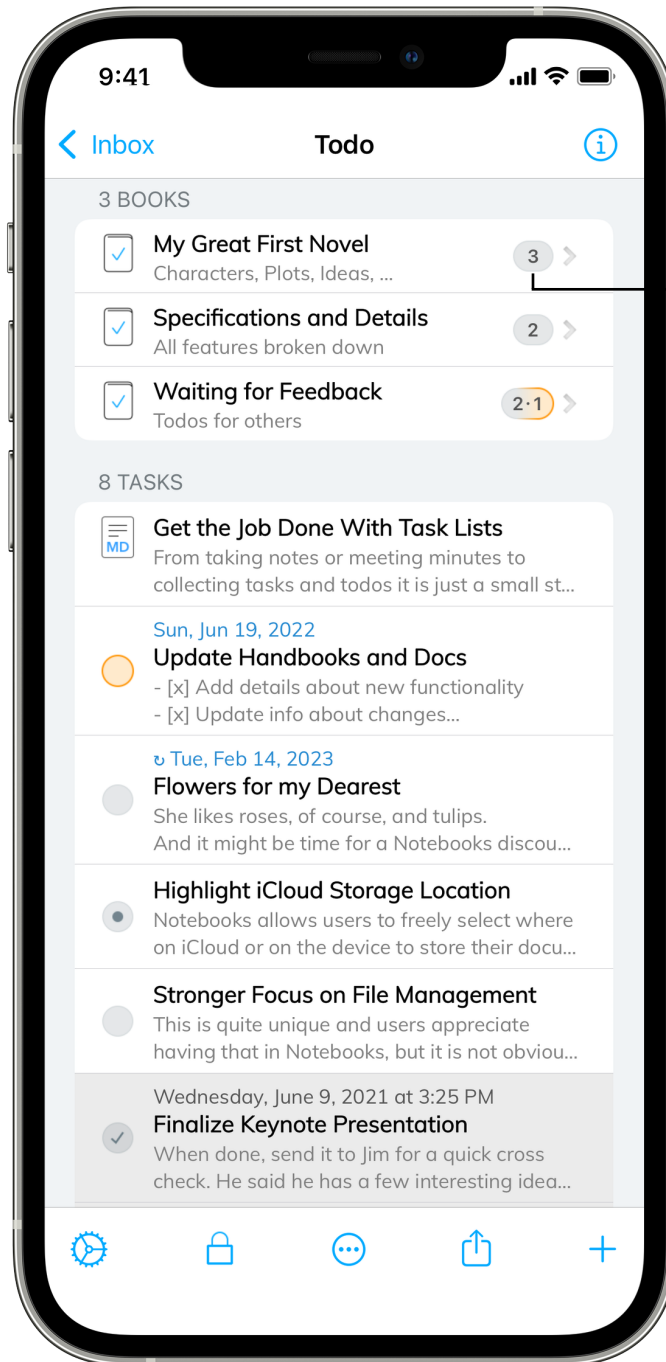 9:41
Inbox
Todo
3 BOOKS
My Great First Novel
Characters, Plots, Ideas, ...
3
Specifications and Details
All features broken down
2
Waiting for Feedback
Todos for others
2·1
8 TASKS
MD
Get the Job Done With Task Lists
From taking notes or meeting minutes to
collecting tasks and todos it is just a small st...
Sun, Jun 19, 2022
Update Handbooks and Docs
- [x] Add details about new functionality
- [x] Update info about changes...
↻ Tue, Feb 14, 2023
Flowers for my Dearest
She likes roses, of course, and tulips.
And it might be time for a Notebooks discou...
Highlight iCloud Storage Location
Notebooks allows users to freely select where
on iCloud or on the device to store their docu...
Stronger Focus on File Management
This is quite unique and users appreciate
having that in Notebooks, but it is not obviou...
Wednesday, June 9, 2021 at 3:25 PM
Finalize Keynote Presentation
When done, send it to Jim for a quick cross
check. He said he has a few interesting idea...